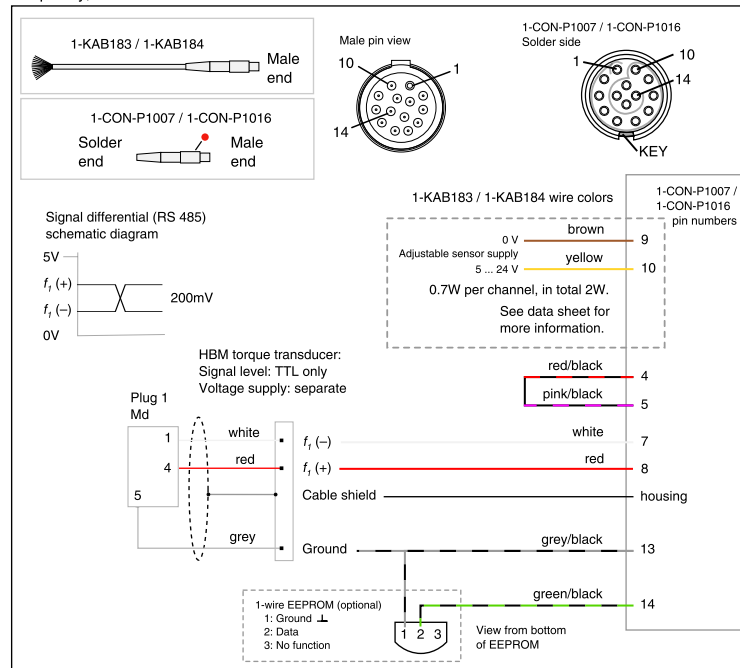 1-KAB183 / 1-KAB184
Male
end
1-CON-P1007 / 1-CON-P1016
Solder
end
Male
end
Male pin view
10
1
14
1-CON-P1007 / 1-CON-P1016
Solder side
1
10
14
KEY
Signal differential (RS 485)
schematic diagram
5V
f1 (+)
f1 (–)
0V
200mV
1-KAB183 / 1-KAB184 wire colors
1-CON-P1007 /
1-CON-P1016
pin numbers
0 V
brown
9
Adjustable sensor supply
5 ... 24 V
yellow
10
0.7W per channel, in total 2W.
See data sheet for
more information.
HBM torque transducer:
Signal level: TTL only
Voltage supply: separate
red/black
4
pink/black
5
Plug 1
Md
1
white
f1 (–)
white
7
4
red
f1 (+)
red
8
5
Cable shield
housing
grey
Ground
grey/black
13
green/black
14
1-wire EEPROM (optional)
1: Ground ⊥
2: Data
3: No function
1 2 3
View from bottom
of EEPROM